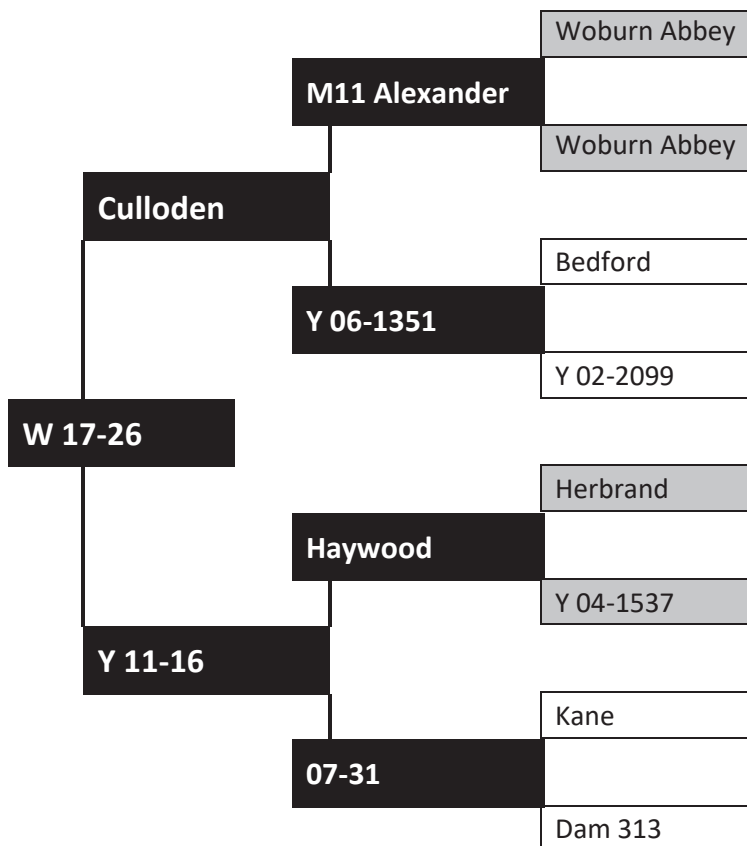 Woburn Abbey
M11 Alexander
Woburn Abbey
Culloden
Bedford
Y 06-1351
Y 02-2099
W 17-26
Herbrand
Haywood
Y 04-1537
Y 11-16
Kane
07-31
Dam 313